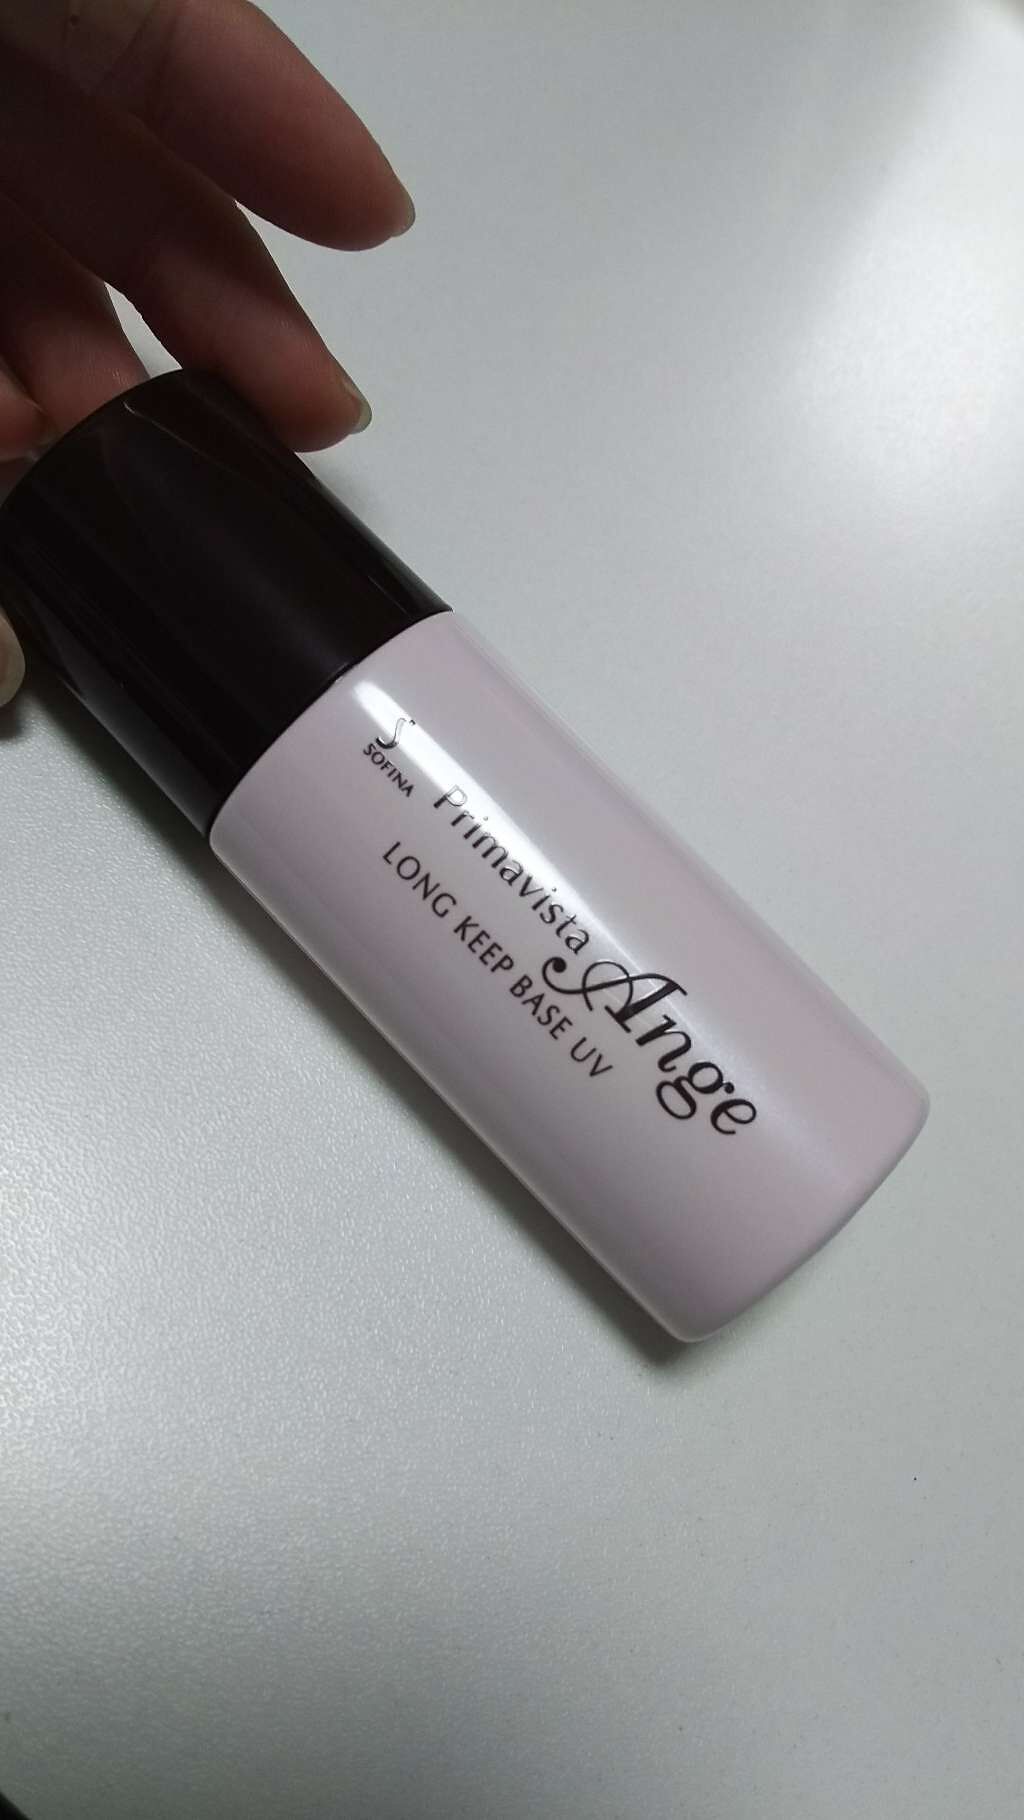 SOFINA
Primavista Ange
LONG KEEP BASE UV